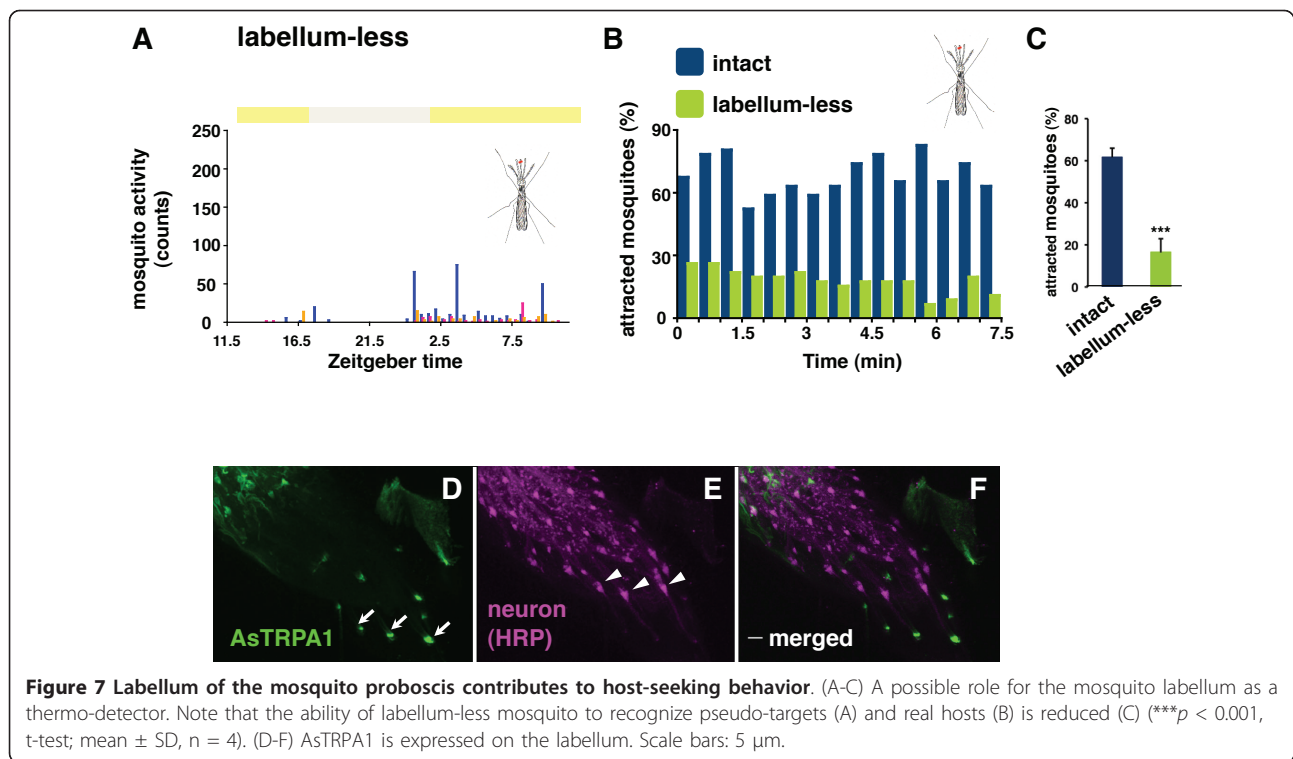 A
labellum-less
250
200
150
100
50
0
mosquito activity
(counts)
11.5 16.5 21.5 2.5 7.5
Zeitgeber time
B
intact
labellum-less
90
60
30
0
attracted mosquitoes (%)
0 1.5 3 4.5 6 7.5
Time (min)
C
80
60
40
20
0
attracted mosquitoes (%)
***
intact
labellum-less
D
AsTRPA1
E
neuron
(HRP)
F
merged
Figure 7 Labellum of the mosquito proboscis contributes to host-seeking behavior. (A-C) A possible role for the mosquito labellum as a
thermo-detector. Note that the ability of labellum-less mosquito to recognize pseudo-targets (A) and real hosts (B) is reduced (C) (***p < 0.001,
t-test; mean ± SD, n = 4). (D-F) AsTRPA1 is expressed on the labellum. Scale bars: 5 μm.